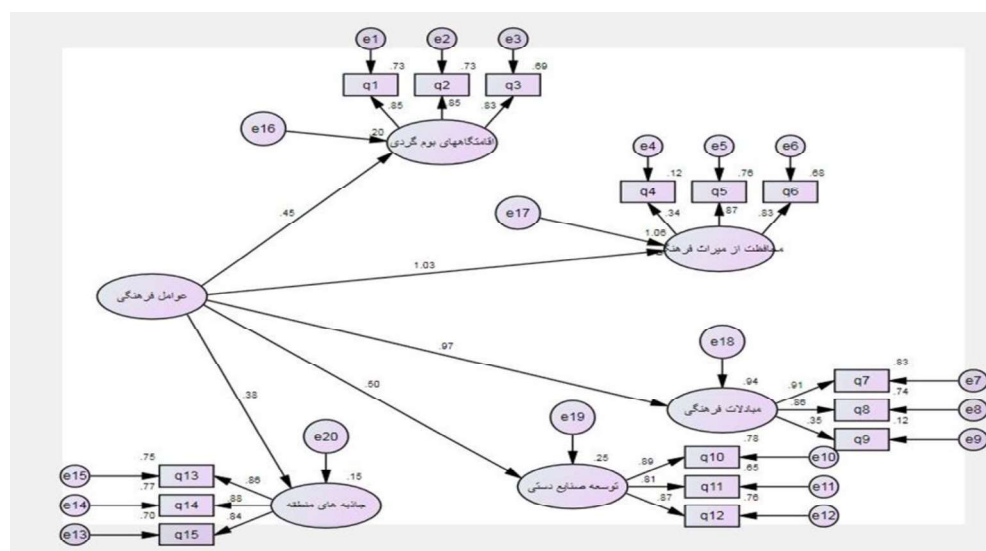 e1 e2 e3
.73 .73 .69
q1 q2 q3
.85 .85 .83
e16
.20
اقامتگاههای بوم گردی
.45
e4 e5 e6
.12 .76 .68
q4 q5 q6
.34 .87 .83
e17
1.06
محافظت از میراث فرهنگ
1.03
عوامل فرهنگی
.97
e18
.94
مبادلات فرهنگی
.83
.91 q7 e7
.74
.86 q8 e8
.12
.35 q9 e9
.50
e19
.25
توسعه صنایع دستی
.78
.89 q10 e10
.65
.81 q11 e11
.76
.87 q12 e12
.38
e20
.15
جاذبه های منطقه
.75
e15 q13 .86
.77
e14 q14 .88
.70
e13 q15 .84